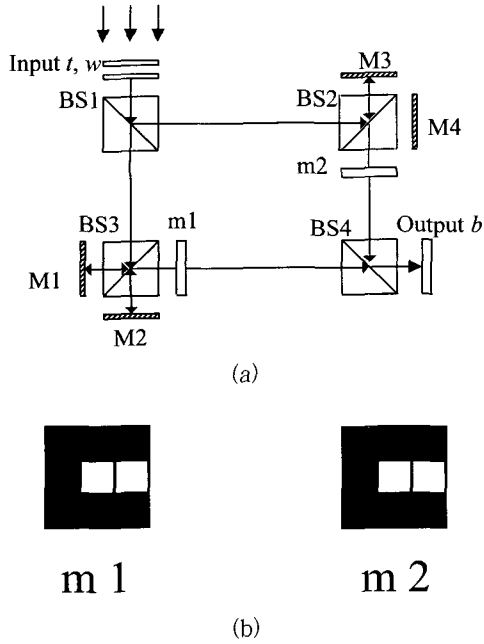 Input t, w
M3
BS1
BS2
M4
m2
BS3
m1
BS4
Output b
M1
M2
(a)
m 1
m 2
(b)